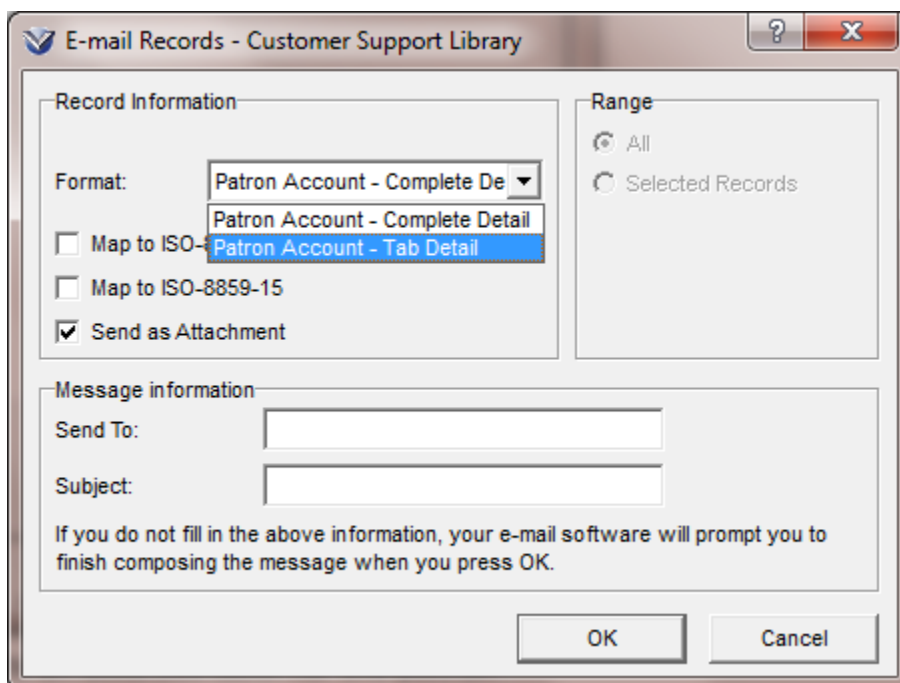 E-mail Records - Customer Support Library
Record Information
Format:
Patron Account - Complete De
Patron Account - Complete Detail
Patron Account - Tab Detail
Map to ISO-
Map to ISO-8859-15
Send as Attachment
Range
All
Selected Records
Message information
Send To:
Subject:
If you do not fill in the above information, your e-mail software will prompt you to
finish composing the message when you press OK.
OK
Cancel